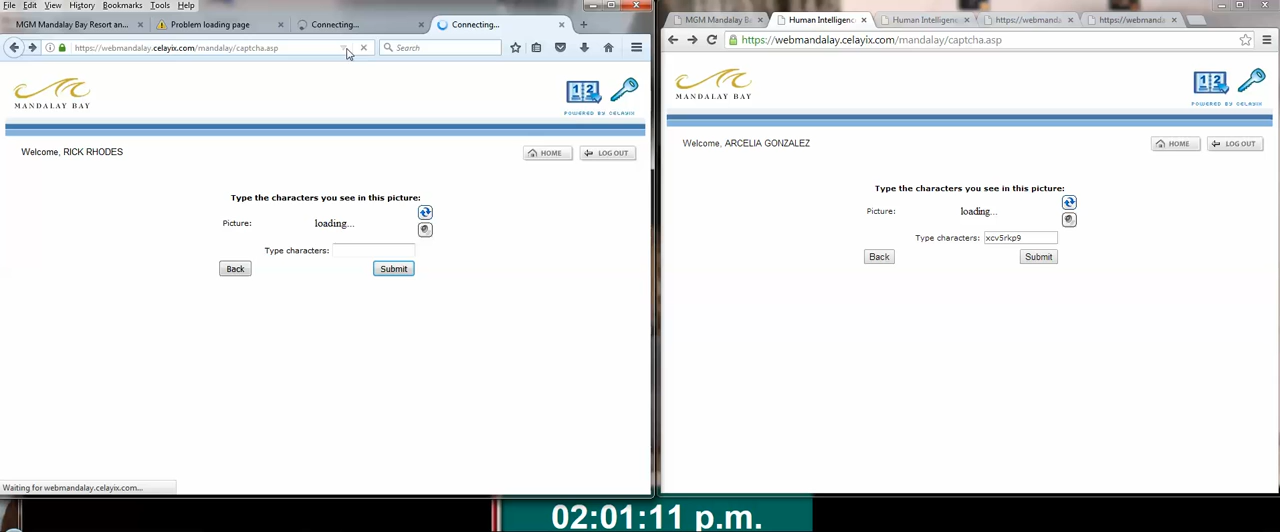 File Edit View History Bookmarks Tools Help
MGM Mandalay Bay Resort an... Problem loading page Connecting... Connecting...
https://webmandalay.celayix.com/mandalay/captcha.asp Search
MANDALAY BAY
1 2
POWERED BY CELAYIX
Welcome, RICK RHODES HOME LOG OUT
Type the characters you see in this picture:
Picture: loading...
Type characters:
Back Submit
Waiting for webmandalay.celayix.com...
MGM Mandalay B Human Intelligenc Human Intelligenc https://webmanda https://webmanda
https://webmandalay.celayix.com/mandalay/captcha.asp
MANDALAY BAY
1 2
POWERED BY CELAYIX
Welcome, ARCELIA GONZALEZ HOME LOG OUT
Type the characters you see in this picture:
Picture: loading...
Type characters: xcv5rkp9
Back Submit
02:01:11 p.m.